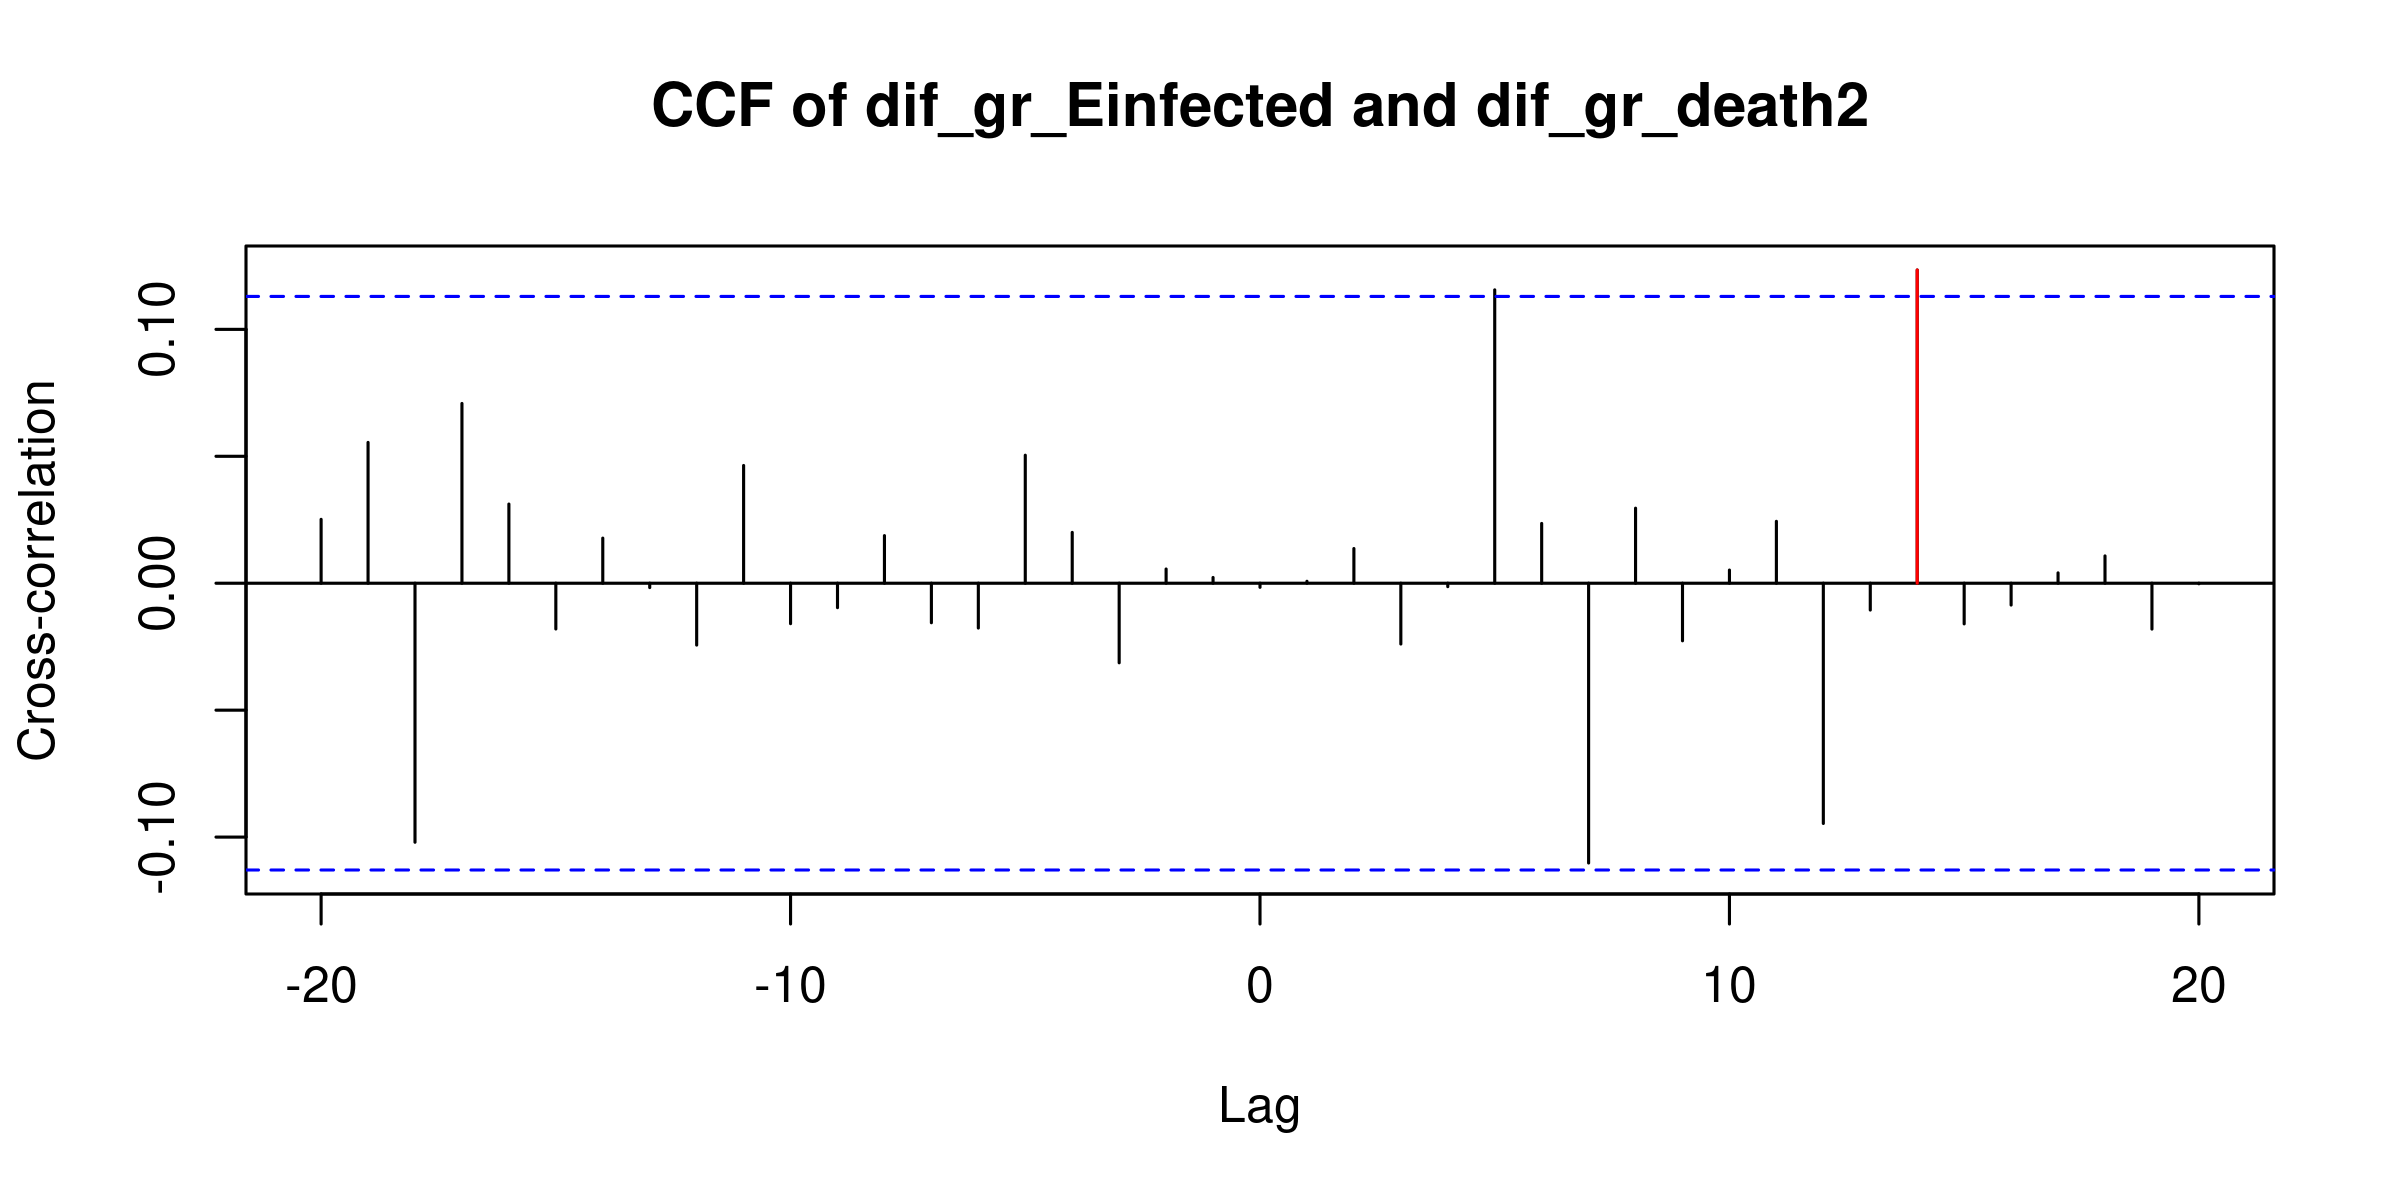 CCF of dif_gr_Einfected and dif_gr_death2
Cross-correlation
0.10
0.00
-0.10
-20 -10 0 10 20
Lag